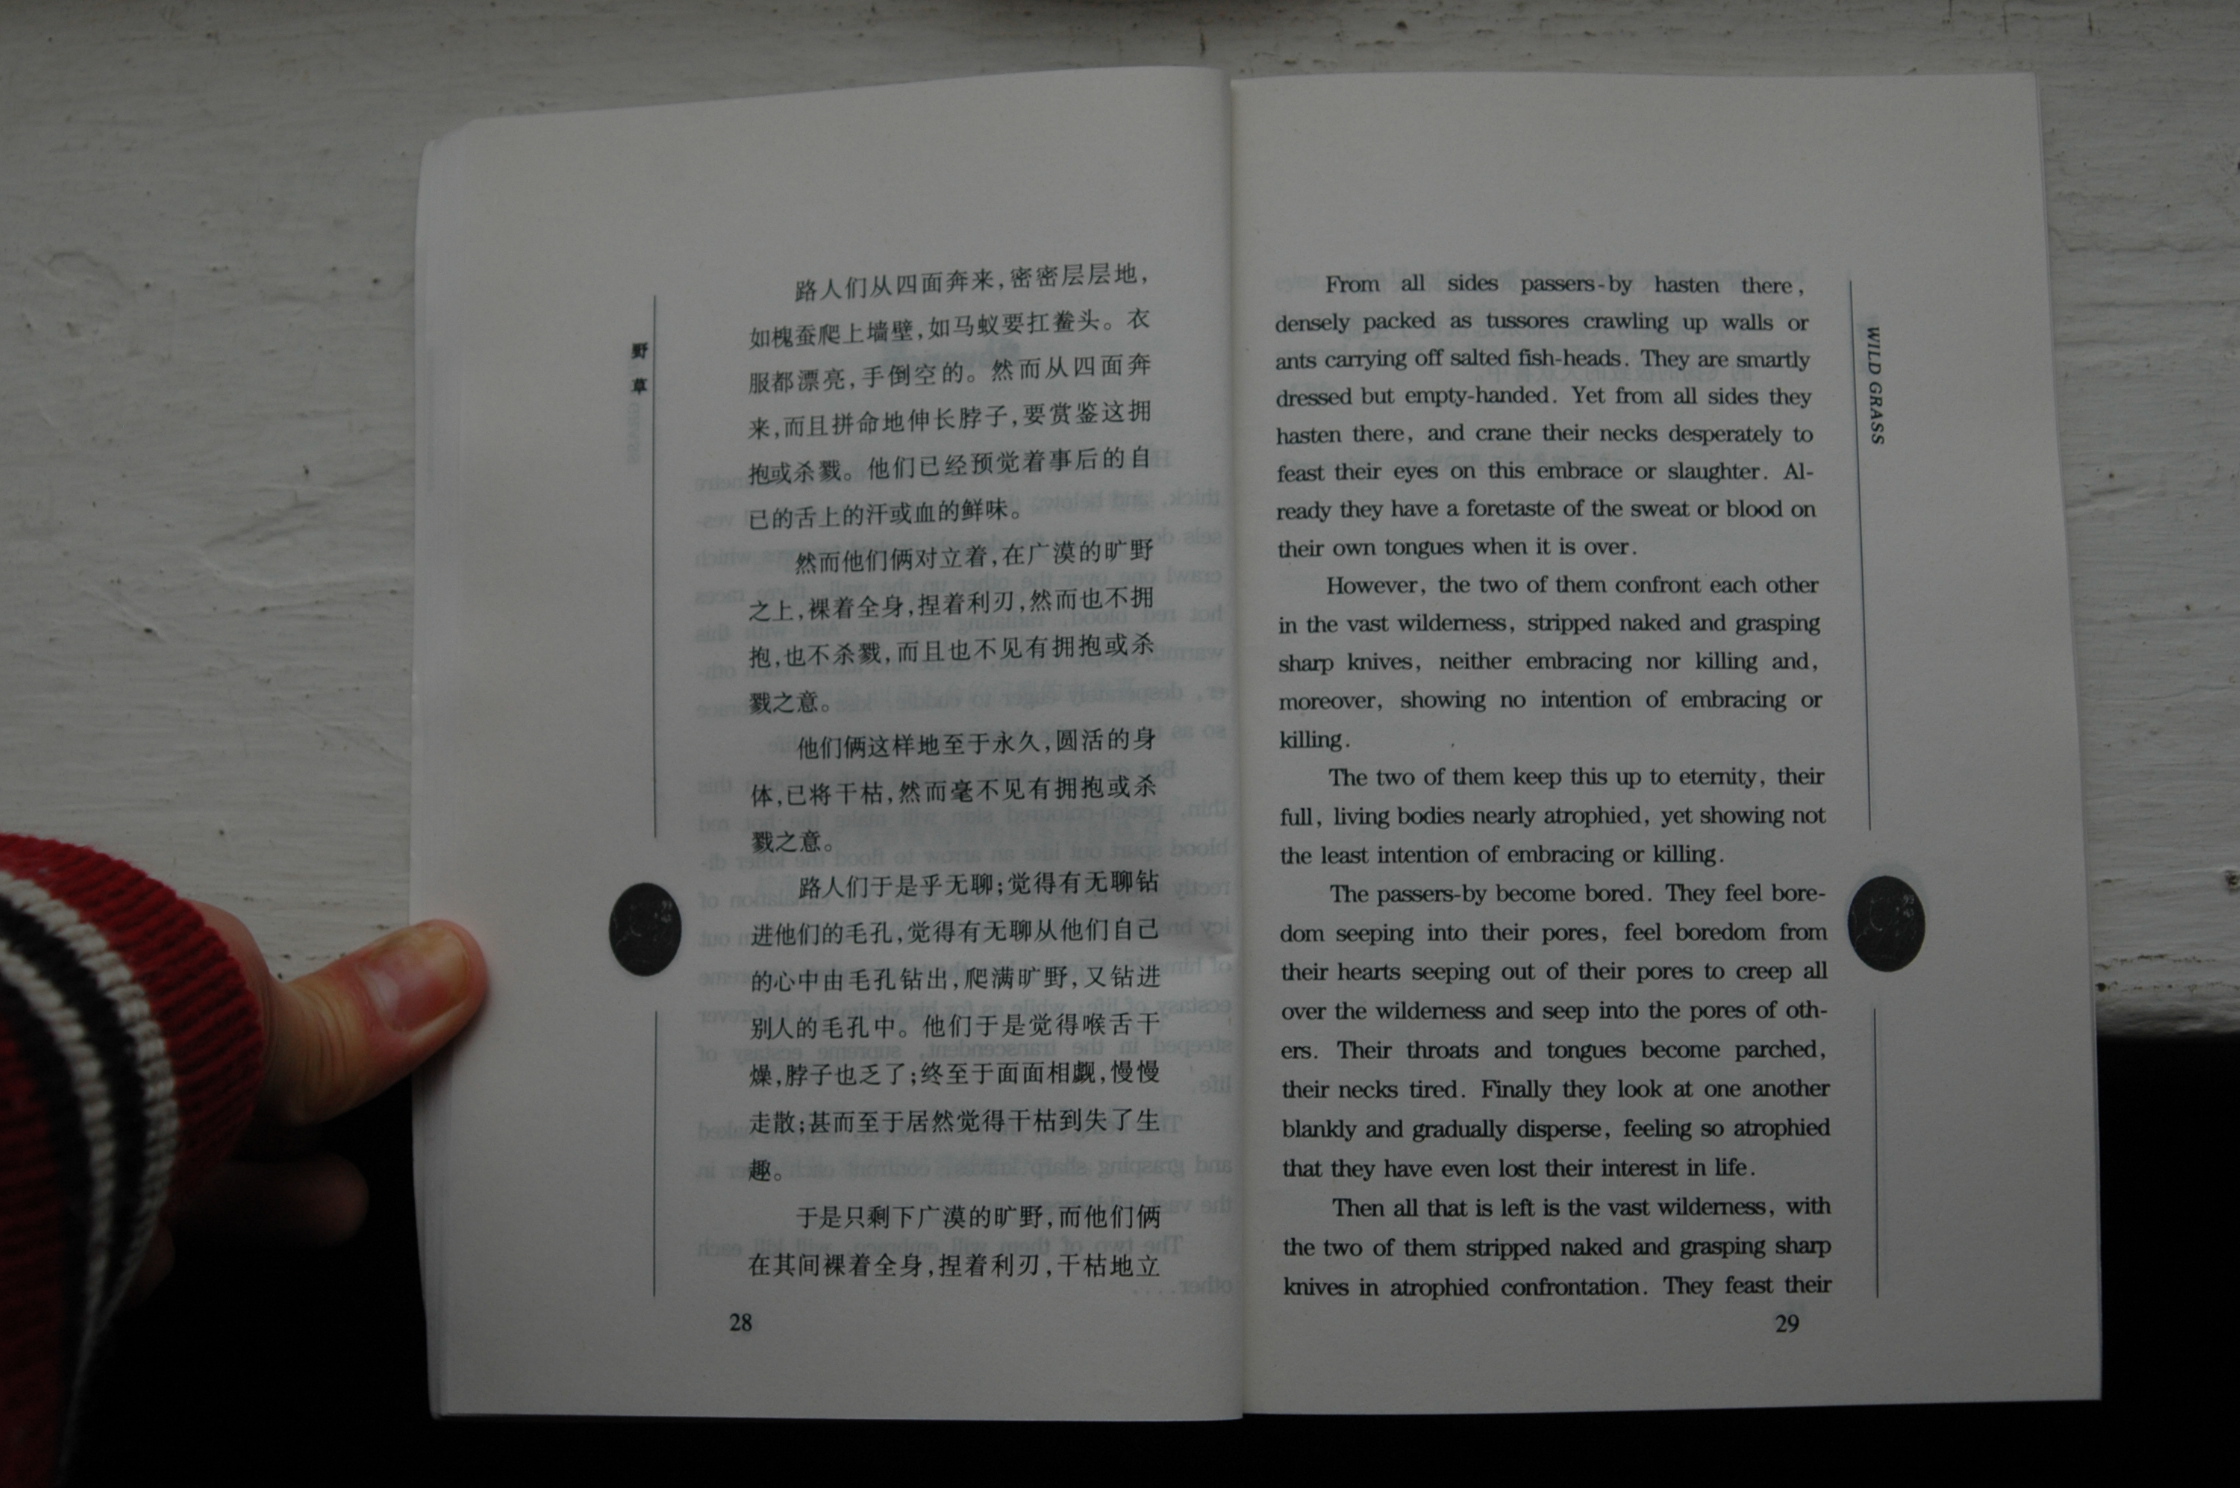 野草
路人们从四面奔来,密密层层地,
如槐蚕爬上墙壁,如马蚁要扛鲞头。衣
服都漂亮,手倒空的。然而从四面奔
来,而且拼命地伸长脖子,要赏鉴这拥
抱或杀戮。他们已经预觉着事后的自
己的舌上的汗或血的鲜味。
然而他们俩对立着,在广漠的旷野
之上,裸着全身,捏着利刃,然而也不拥
抱,也不杀戮,而且也不见有拥抱或杀
戮之意。
他们俩这样地至于永久,圆活的身
体,已将干枯,然而毫不见有拥抱或杀
戮之意。
路人们于是乎无聊;觉得有无聊钻
进他们的毛孔,觉得有无聊从他们自己
的心中由毛孔钻出,爬满旷野,又钻进
别人的毛孔中。他们于是觉得喉舌干
燥,脖子也乏了;终至于面面相觑,慢慢
走散;甚而至于居然觉得干枯到失了生
趣。
于是只剩下广漠的旷野,而他们俩
在其间裸着全身,捏着利刃,干枯地立
28
From all sides passers-by hasten there,
densely packed as tussores crawling up walls or
ants carrying off salted fish-heads. They are smartly
dressed but empty-handed. Yet from all sides they
hasten there, and crane their necks desperately to
feast their eyes on this embrace or slaughter. Al-
ready they have a foretaste of the sweat or blood on
their own tongues when it is over.
However, the two of them confront each other
in the vast wilderness, stripped naked and grasping
sharp knives, neither embracing nor killing and,
moreover, showing no intention of embracing or
killing.
The two of them keep this up to eternity, their
full, living bodies nearly atrophied, yet showing not
the least intention of embracing or killing.
The passers-by become bored. They feel bore-
dom seeping into their pores, feel boredom from
their hearts seeping out of their pores to creep all
over the wilderness and seep into the pores of oth-
ers. Their throats and tongues become parched,
their necks tired. Finally they look at one another
blankly and gradually disperse, feeling so atrophied
that they have even lost their interest in life.
Then all that is left is the vast wilderness, with
the two of them stripped naked and grasping sharp
knives in atrophied confrontation. They feast their
29
WILD GRASS